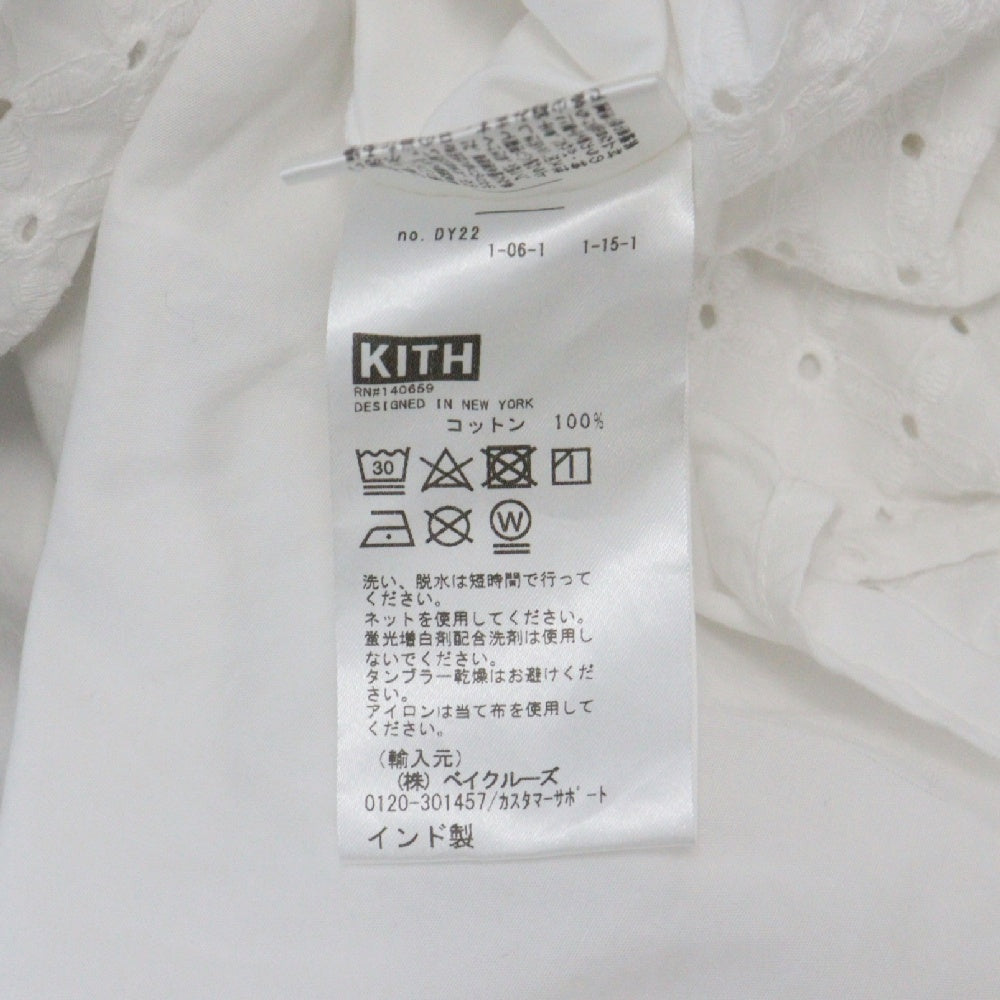 no. DY22
1-06-1 1-15-1
KITH
RN#140659
DESIGNED IN NEW YORK
コットン 100%
30
W
洗い、脱水は短時間で行って
ください。
ネットを使用してください。
蛍光増白剤配合洗剤は使用し
ないでください。
タンブラー乾燥はお避けくだ
さい。
アイロンは当て布を使用して
ください。
(輸入元)
(株) ベイクルーズ
0120-301457/ｶｽﾀﾏｰｻﾎﾟｰﾄ
インド製